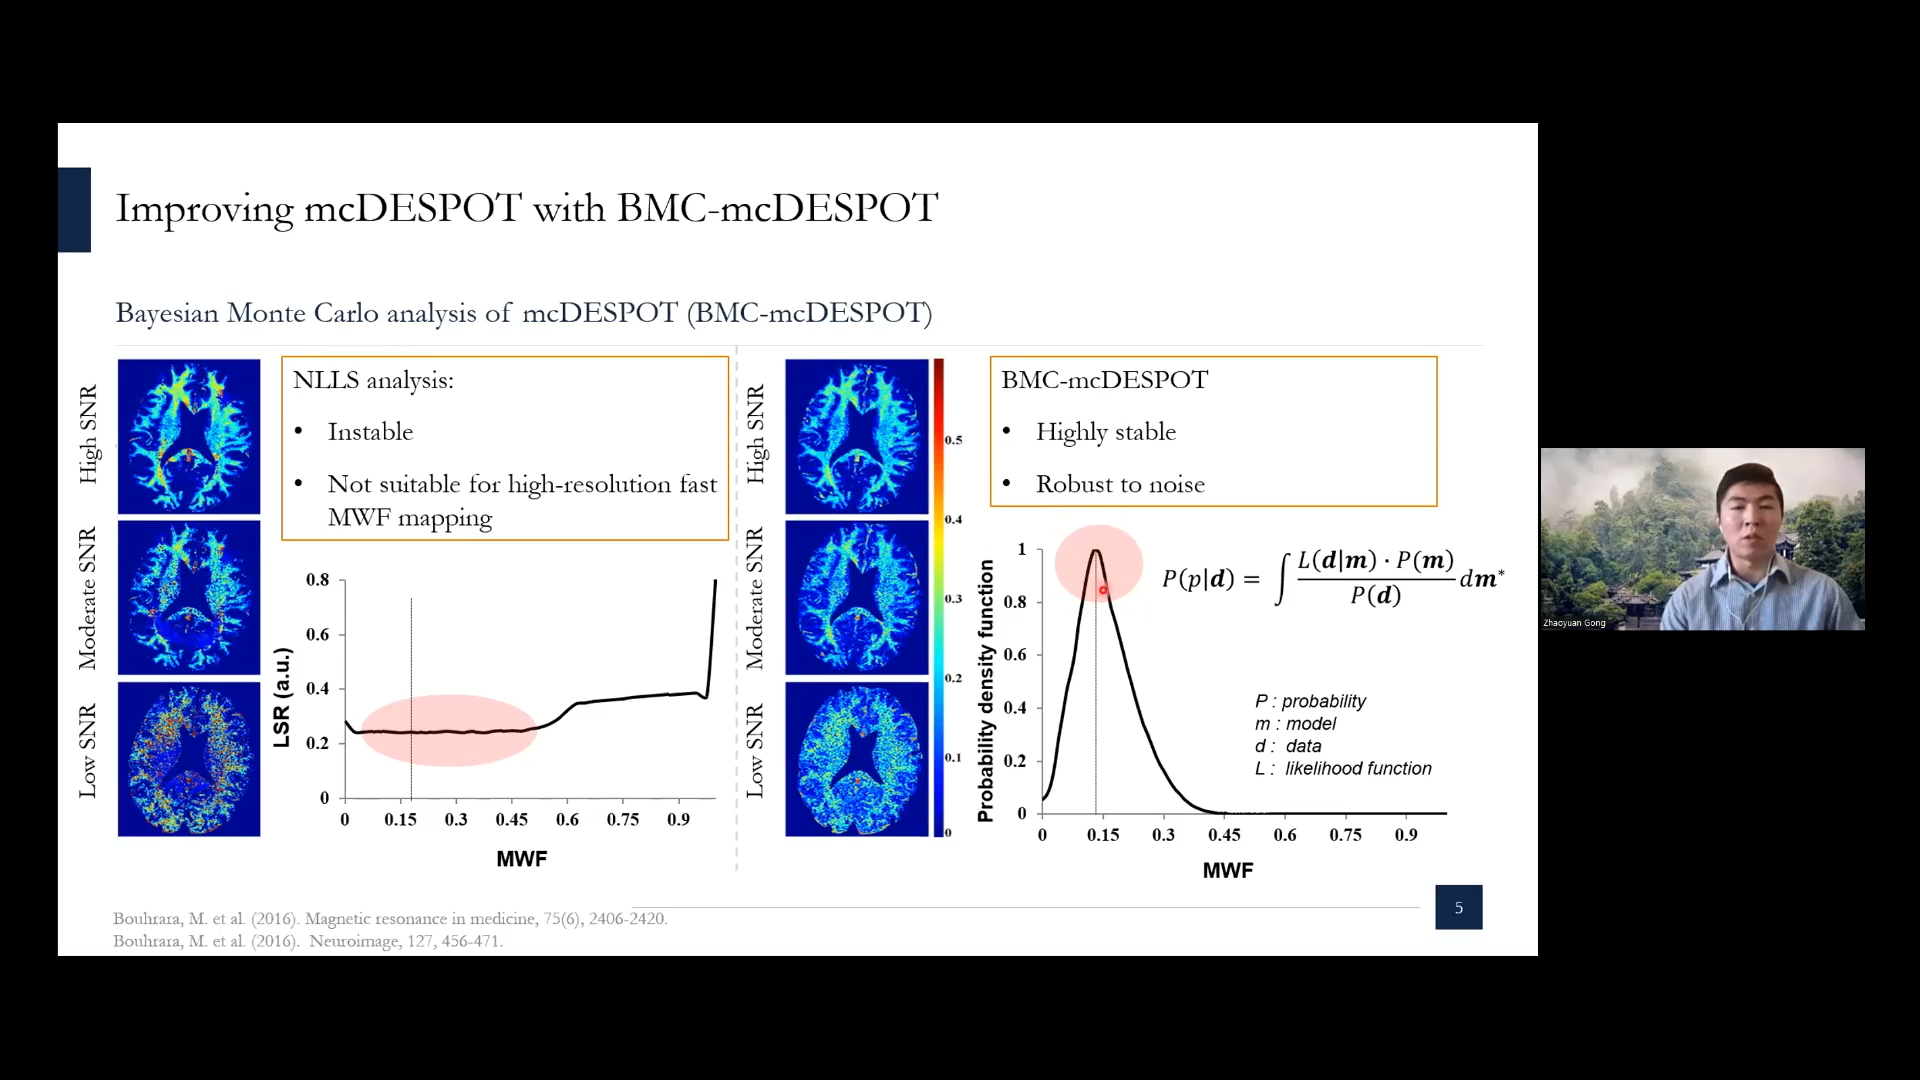 Improving mcDESPOT with BMC-mcDESPOT
Bayesian Monte Carlo analysis of mcDESPOT (BMC-mcDESPOT)
High SNR
Moderate SNR
Low SNR
NLLS analysis:
• Instable
• Not suitable for high-resolution fast
MWF mapping
LSR (a.u.)
0.8
0.6
0.4
0.2
0
0 0.15 0.3 0.45 0.6 0.75 0.9
MWF
High SNR
Moderate SNR
Low SNR
0.5
0.4
0.3
0.2
0.1
0
BMC-mcDESPOT
• Highly stable
• Robust to noise
Probability density function
1
0.8
0.6
0.4
0.2
0
0 0.15 0.3 0.45 0.6 0.75 0.9
MWF
P(p|d) = ∫ L(d|m) · P(m) / P(d) dm*
P : probability
m : model
d : data
L : likelihood function
Bouhrara, M. et al. (2016). Magnetic resonance in medicine, 75(6), 2406-2420.
Bouhrara, M. et al. (2016). Neuroimage, 127, 456-471.
5
Zhaoyuan Gong